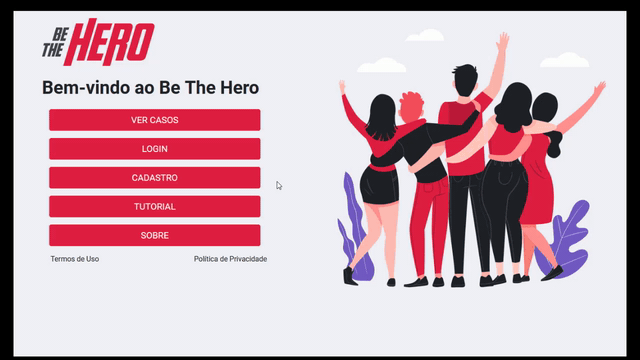 BE
THE HERO
Bem-vindo ao Be The Hero
VER CASOS
LOGIN
CADASTRO
TUTORIAL
SOBRE
Termos de Uso Política de Privacidade